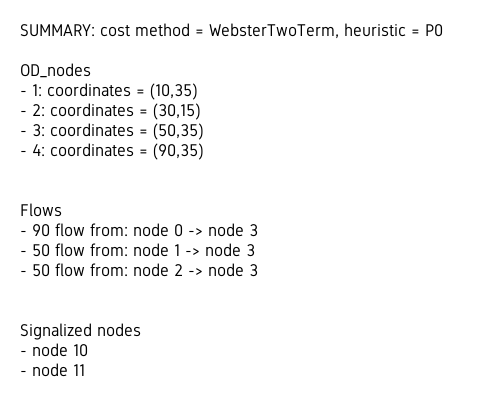 SUMMARY: cost method = WebsterTwoTerm, heuristic = P0
OD_nodes
- 1: coordinates = (10,35)
- 2: coordinates = (30,15)
- 3: coordinates = (50,35)
- 4: coordinates = (90,35)
Flows
- 90 flow from: node 0 -> node 3
- 50 flow from: node 1 -> node 3
- 50 flow from: node 2 -> node 3
Signalized nodes
- node 10
- node 11